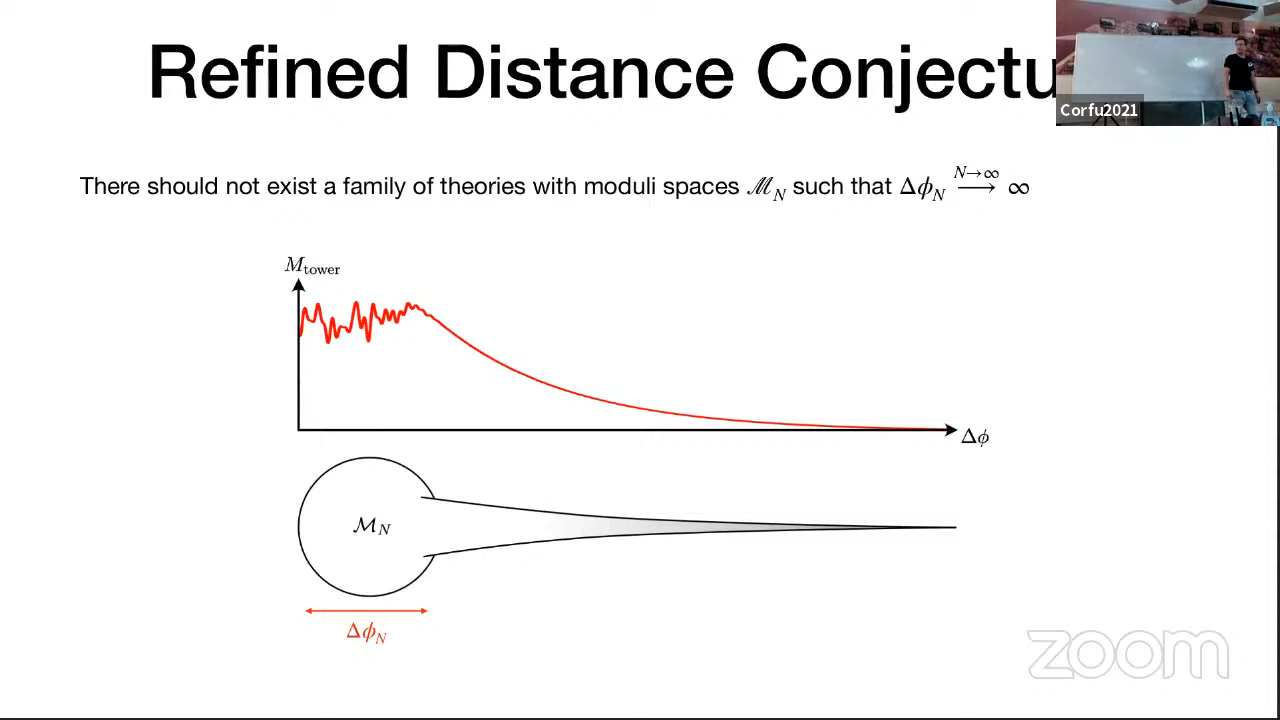 Refined Distance Conjectu
Corfu2021
There should not exist a family of theories with moduli spaces ℳ_N such that Δϕ_N \xrightarrow{N→∞} ∞
M_tower
Δϕ
ℳ_N
Δϕ_N
zoom